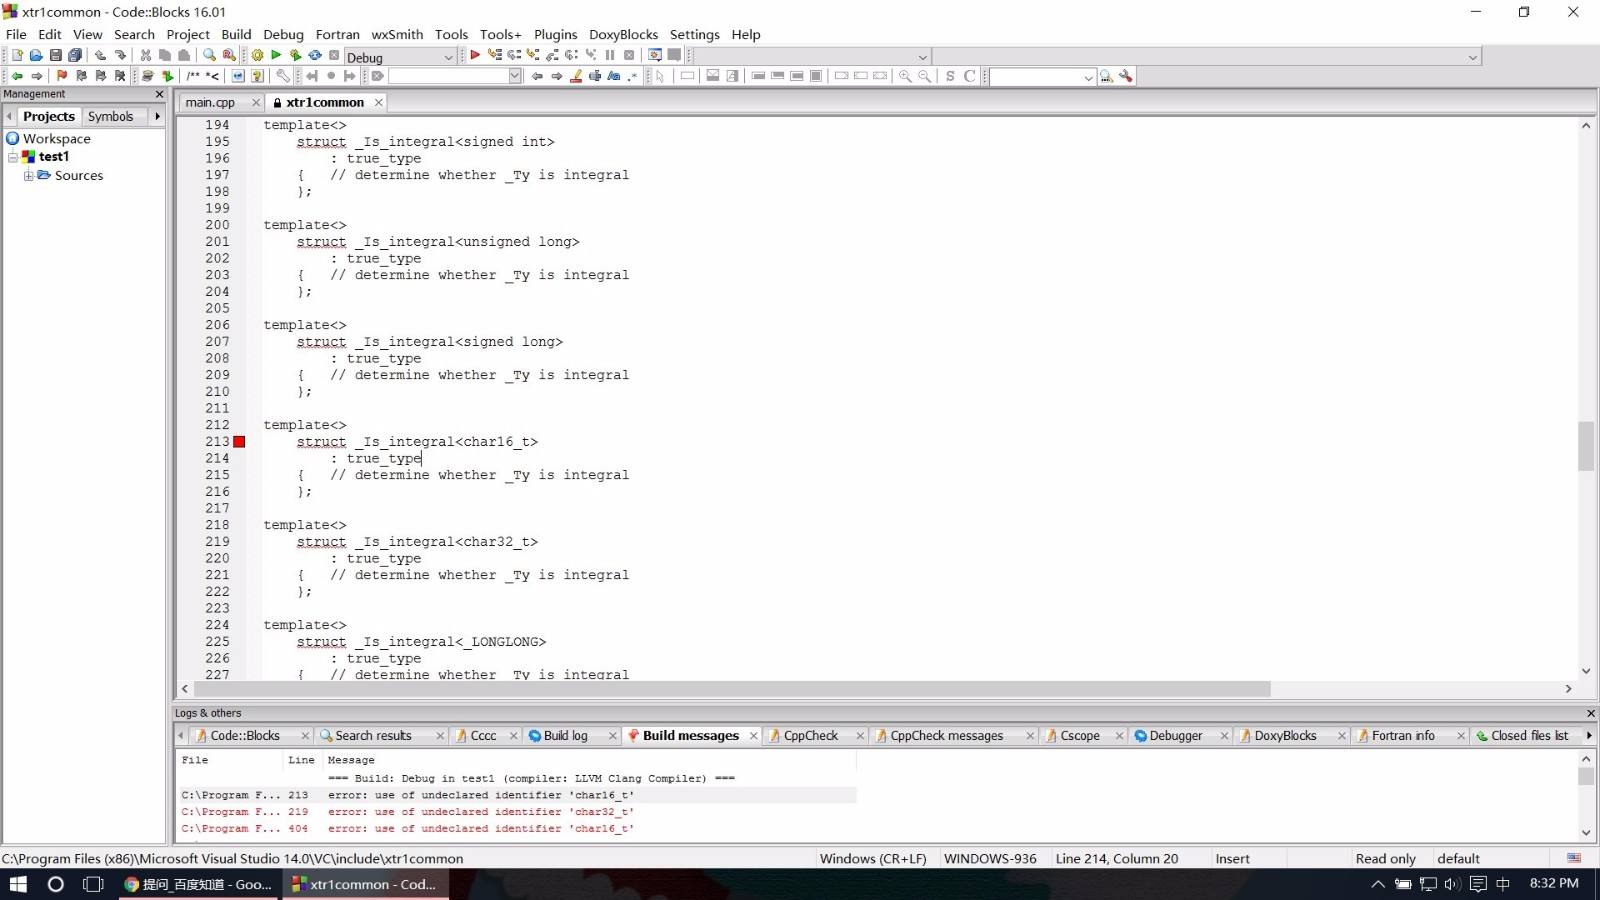 xtr1common - Code::Blocks 16.01
File Edit View Search Project Build Debug Fortran wxSmith Tools Tools+ Plugins DoxyBlocks Settings Help
Debug
/** *<
S C
Management
Projects Symbols
Workspace
test1
Sources
main.cpp xtr1common
194 template<>
195 struct _Is_integral<signed int>
196 : true_type
197 { // determine whether _Ty is integral
198 };
199
200 template<>
201 struct _Is_integral<unsigned long>
202 : true_type
203 { // determine whether _Ty is integral
204 };
205
206 template<>
207 struct _Is_integral<signed long>
208 : true_type
209 { // determine whether _Ty is integral
210 };
211
212 template<>
213 struct _Is_integral<char16_t>
214 : true_type
215 { // determine whether _Ty is integral
216 };
217
218 template<>
219 struct _Is_integral<char32_t>
220 : true_type
221 { // determine whether _Ty is integral
222 };
223
224 template<>
225 struct _Is_integral<_LONGLONG>
226 : true_type
227 { // determine whether _Ty is integral
Logs & others
Code::Blocks Search results Cccc Build log Build messages CppCheck CppCheck messages Cscope Debugger DoxyBlocks Fortran info Closed files list
File Line Message
=== Build: Debug in test1 (compiler: LLVM Clang Compiler) ===
C:\Program F... 213 error: use of undeclared identifier 'char16_t'
C:\Program F... 219 error: use of undeclared identifier 'char32_t'
C:\Program F... 404 error: use of undeclared identifier 'char16_t'
C:\Program Files (x86)\Microsoft Visual Studio 14.0\VC\include\xtr1common Windows (CR+LF) WINDOWS-936 Line 214, Column 20 Insert Read only default
提问_百度知道 - Goo... xtr1common - Cod... 中 8:32 PM